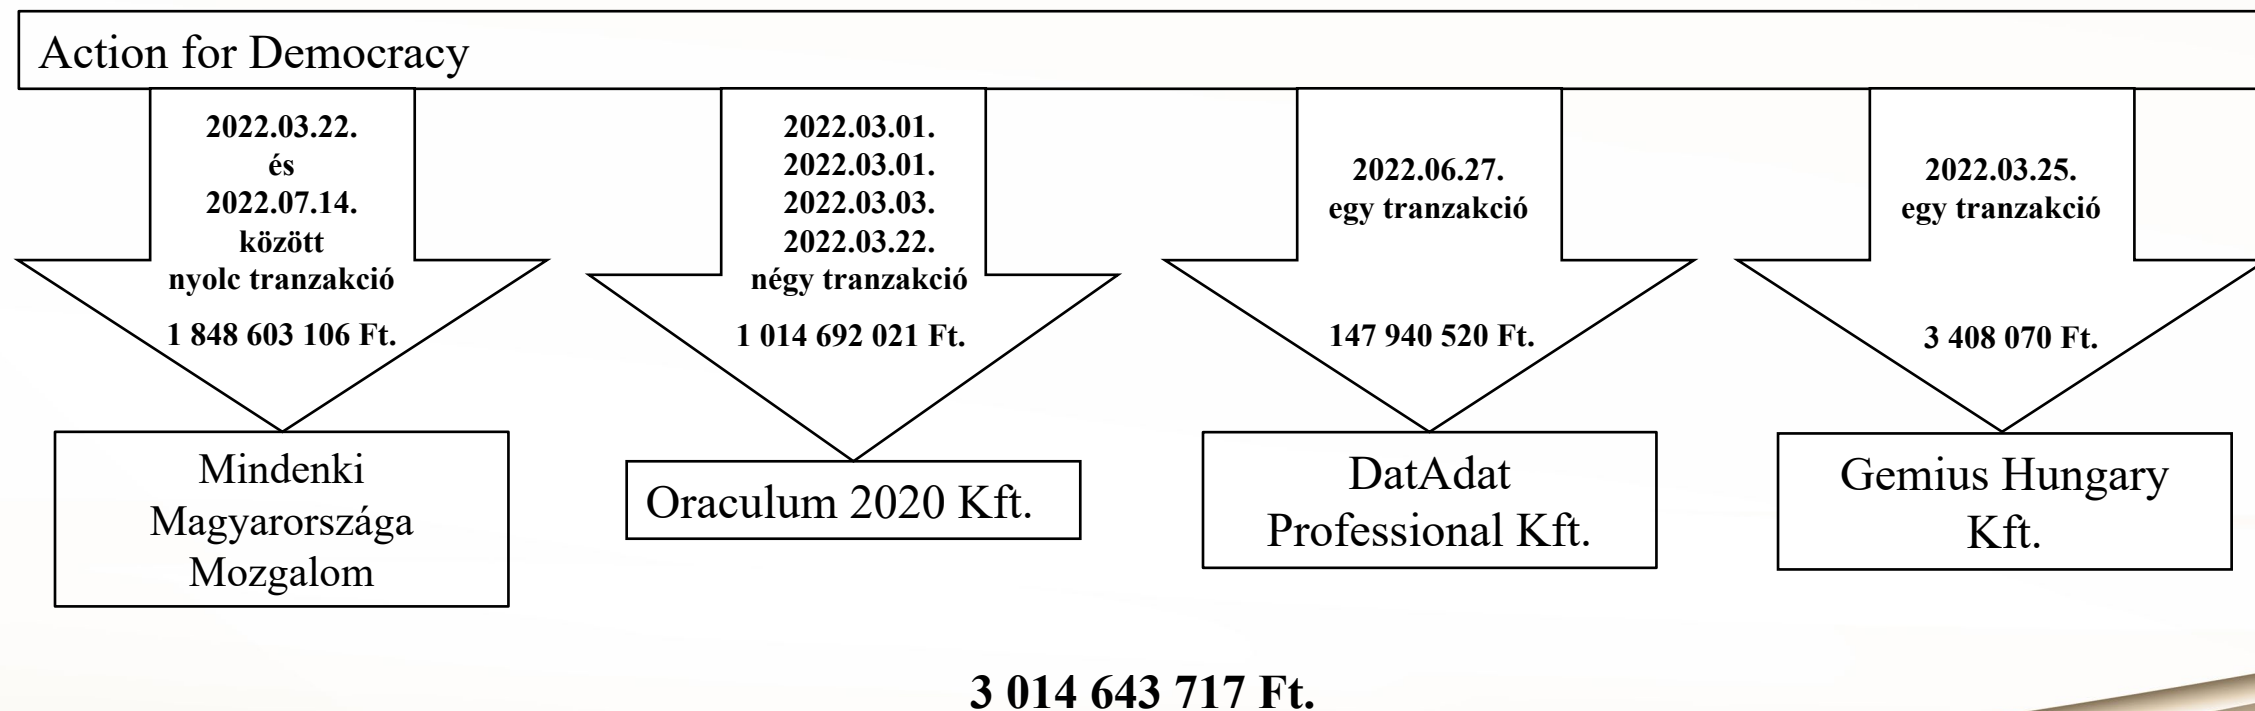 Action for Democracy
2022.03.22.
és
2022.07.14.
között
nyolc tranzakció
1 848 603 106 Ft.
2022.03.01.
2022.03.01.
2022.03.03.
2022.03.22.
négy tranzakció
1 014 692 021 Ft.
2022.06.27.
egy tranzakció
147 940 520 Ft.
2022.03.25.
egy tranzakció
3 408 070 Ft.
Mindenki
Magyarországa
Mozgalom
Oraculum 2020 Kft.
DatAdat
Professional Kft.
Gemius Hungary
Kft.
3 014 643 717 Ft.